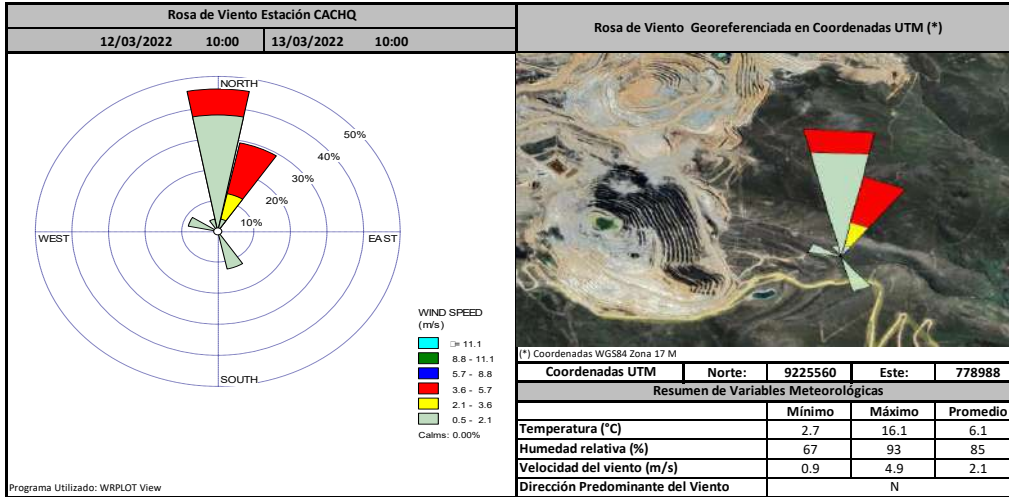 Rosa de Viento Estación CACHQ
12/03/2022 10:00 13/03/2022 10:00
NORTH
50%
40%
30%
20%
10%
WEST
EAST
SOUTH
WIND SPEED
(m/s)
□= 11.1
8.8 - 11.1
5.7 - 8.8
3.6 - 5.7
2.1 - 3.6
0.5 - 2.1
Calms: 0.00%
Programa Utilizado: WRPLOT View
Rosa de Viento Georeferenciada en Coordenadas UTM (*)
(*) Coordenadas WGS84 Zona 17 M
Coordenadas UTM Norte: 9225560 Este: 778988
Resumen de Variables Meteorológicas
Mínimo Máximo Promedio
Temperatura (°C) 2.7 16.1 6.1
Humedad relativa (%) 67 93 85
Velocidad del viento (m/s) 0.9 4.9 2.1
Dirección Predominante del Viento N